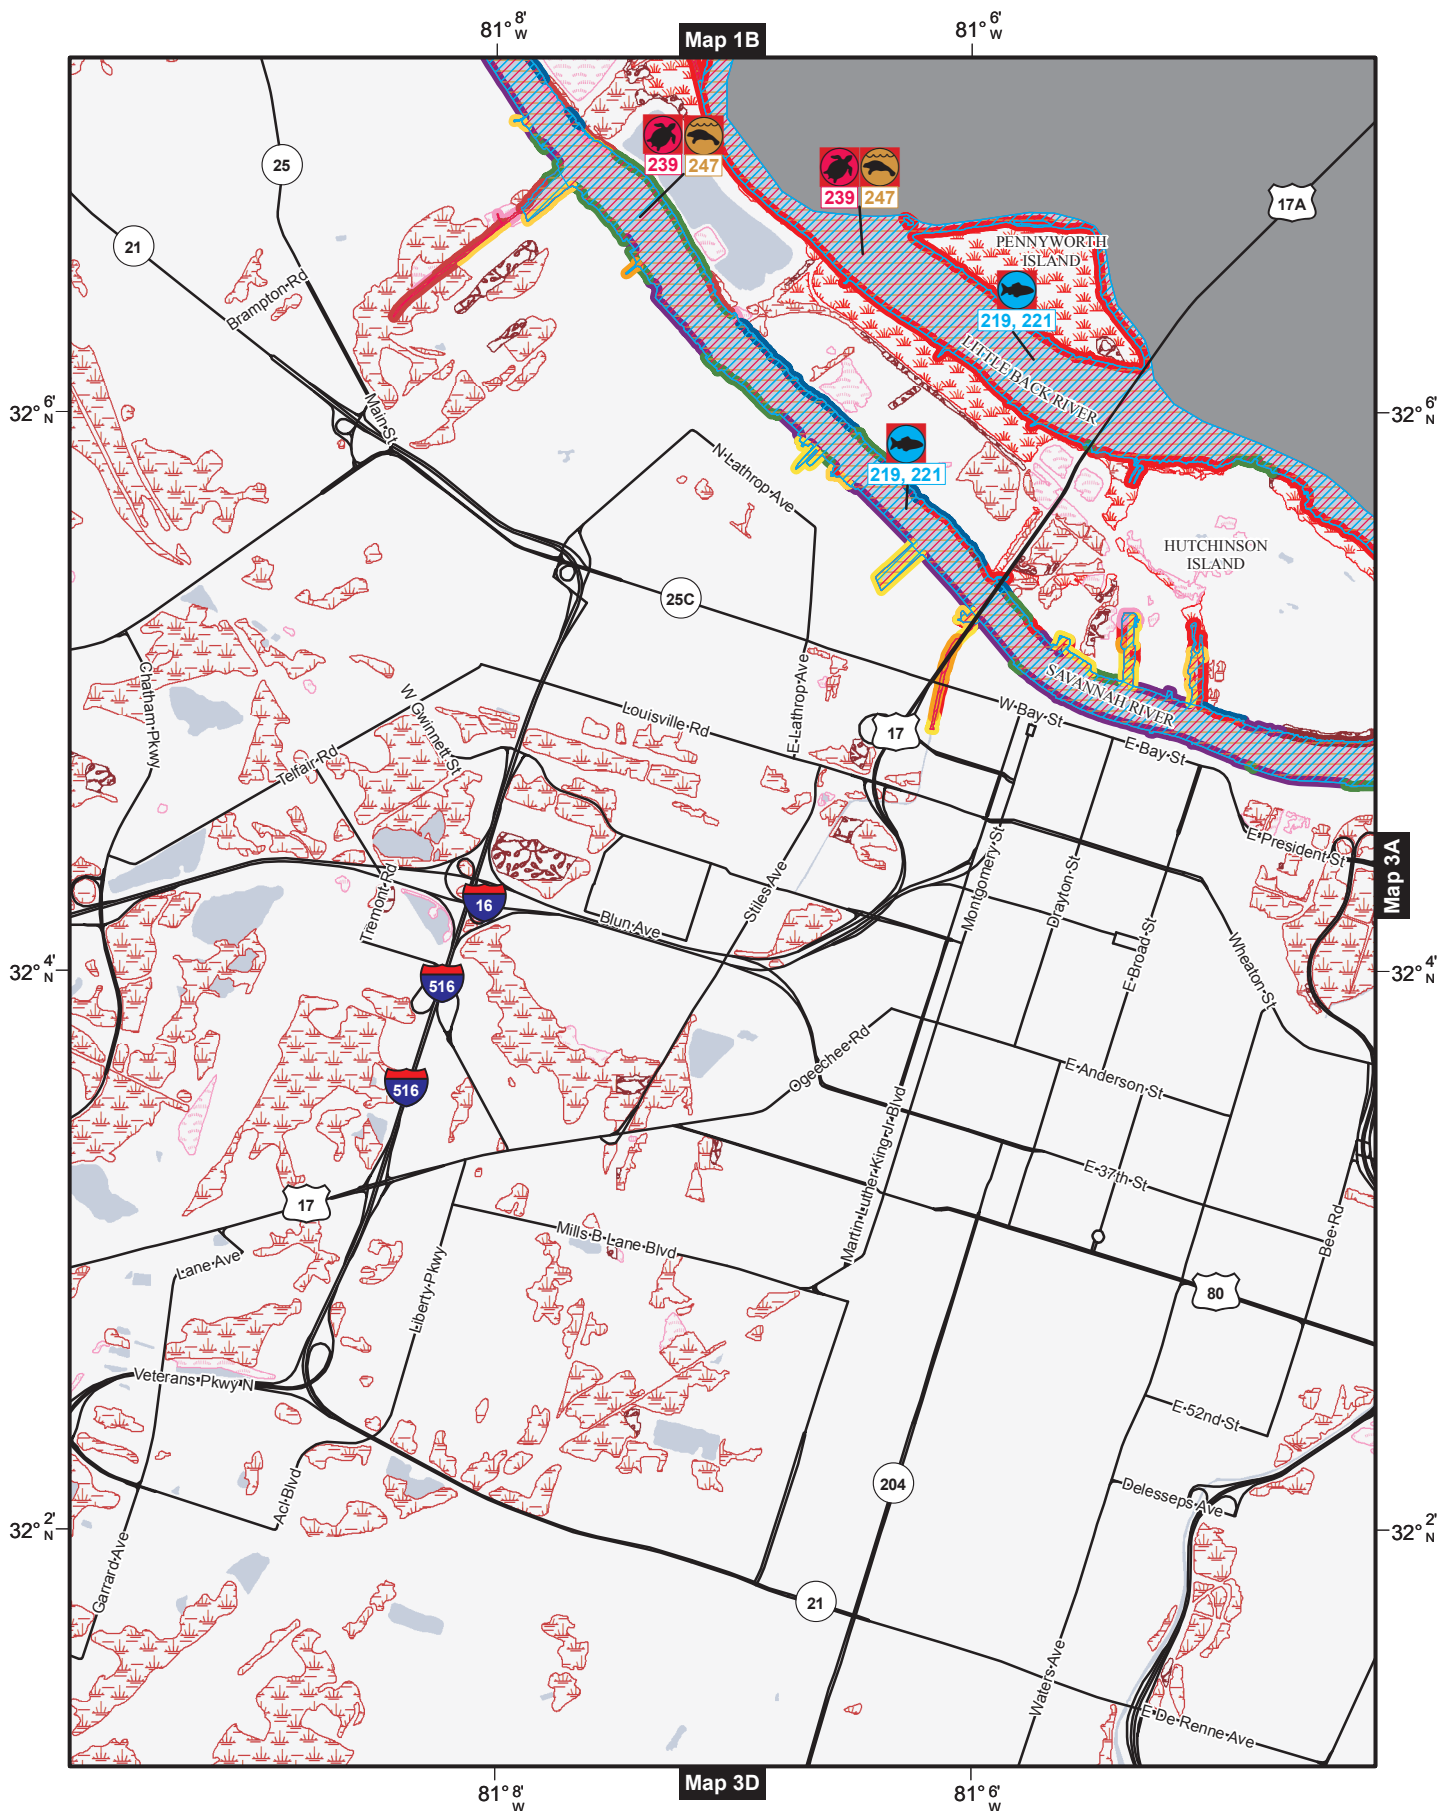 81° 8' W
Map 1B
81° 6' W
25
239 247
239 247
17A
21
PENNYWORTH
ISLAND
Brampton Rd
219, 221
LITTLE BACK RIVER
32° 6' N
Main St
32° 6' N
N Lathrop Ave
219, 221
HUTCHINSON
ISLAND
25C
Chatham Pkwy
W Gwinnett St
E Lathrop Ave
SAVANNAH RIVER
Louisville Rd
W Bay St
17
E Bay St
Telfair Rd
E President St
Map 3A
Tremont Rd
16
Stiles Ave
Montgomery St
Drayton St
Blun Ave
E Broad St
Wheaton St
32° 4' N
516
32° 4' N
Ogeechee Rd
E Anderson St
516
Martin Luther King Jr Blvd
E 37th St
17
Bee Rd
Mills B Lane Blvd
Lane Ave
Liberty Pkwy
80
Veterans Pkwy N
E 52nd St
204
Acl Blvd
Delesseps Ave
32° 2' N
32° 2' N
Garrard Ave
21
Waters Ave
E De Renne Ave
81° 8' W
Map 3D
81° 6' W